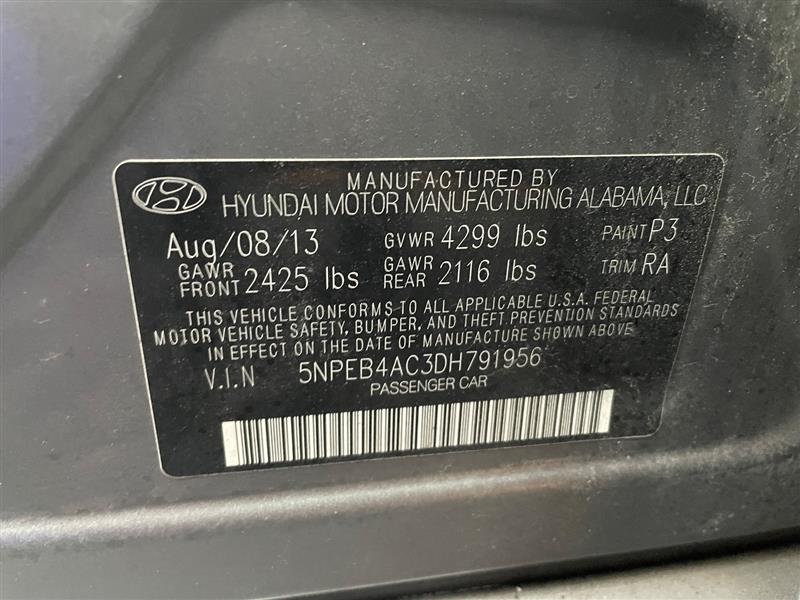 MANUFACTURED BY
HYUNDAI MOTOR MANUFACTURING ALABAMA, LLC
Aug/08/13 GVWR 4299 lbs PAINT P3
GAWR FRONT 2425 lbs GAWR REAR 2116 lbs TRIM RA
THIS VEHICLE CONFORMS TO ALL APPLICABLE U.S.A. FEDERAL
MOTOR VEHICLE SAFETY, BUMPER, AND THEFT PREVENTION STANDARDS
IN EFFECT ON THE DATE OF MANUFACTURE SHOWN ABOVE
V.I.N 5NPEB4AC3DH791956
PASSENGER CAR